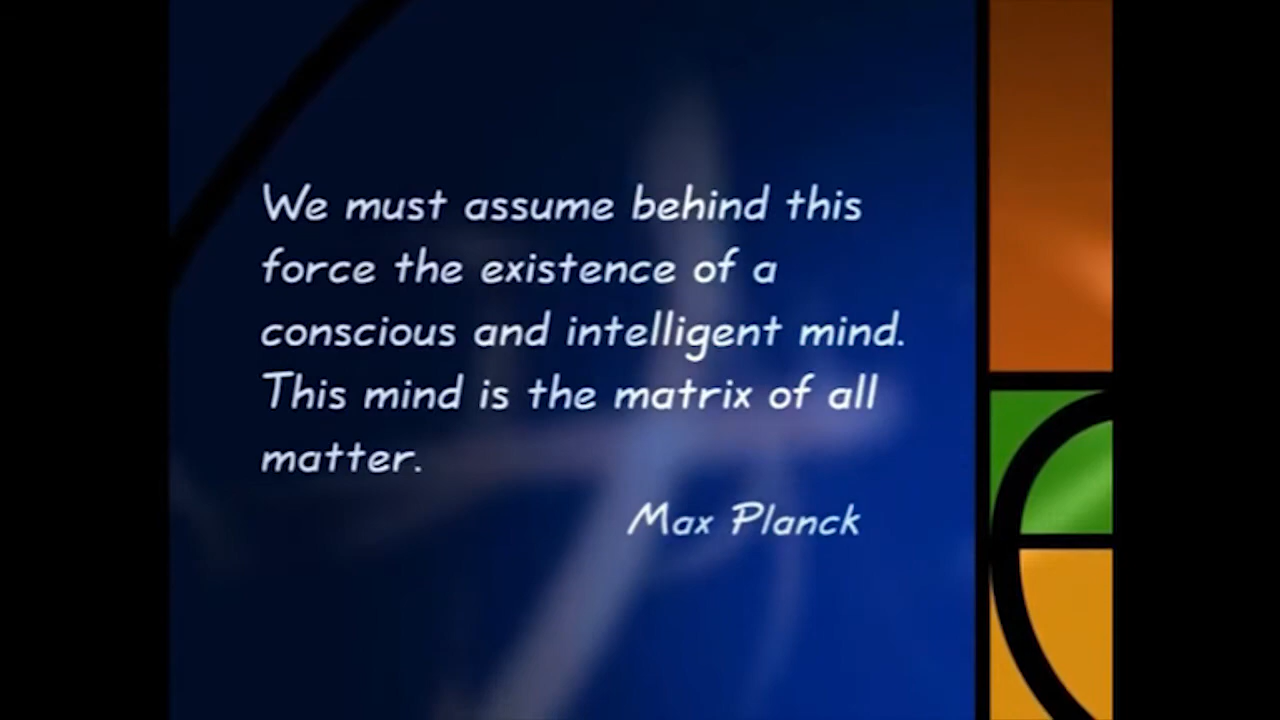 We must assume behind this
force the existence of a
conscious and intelligent mind.
This mind is the matrix of all
matter.
Max Planck